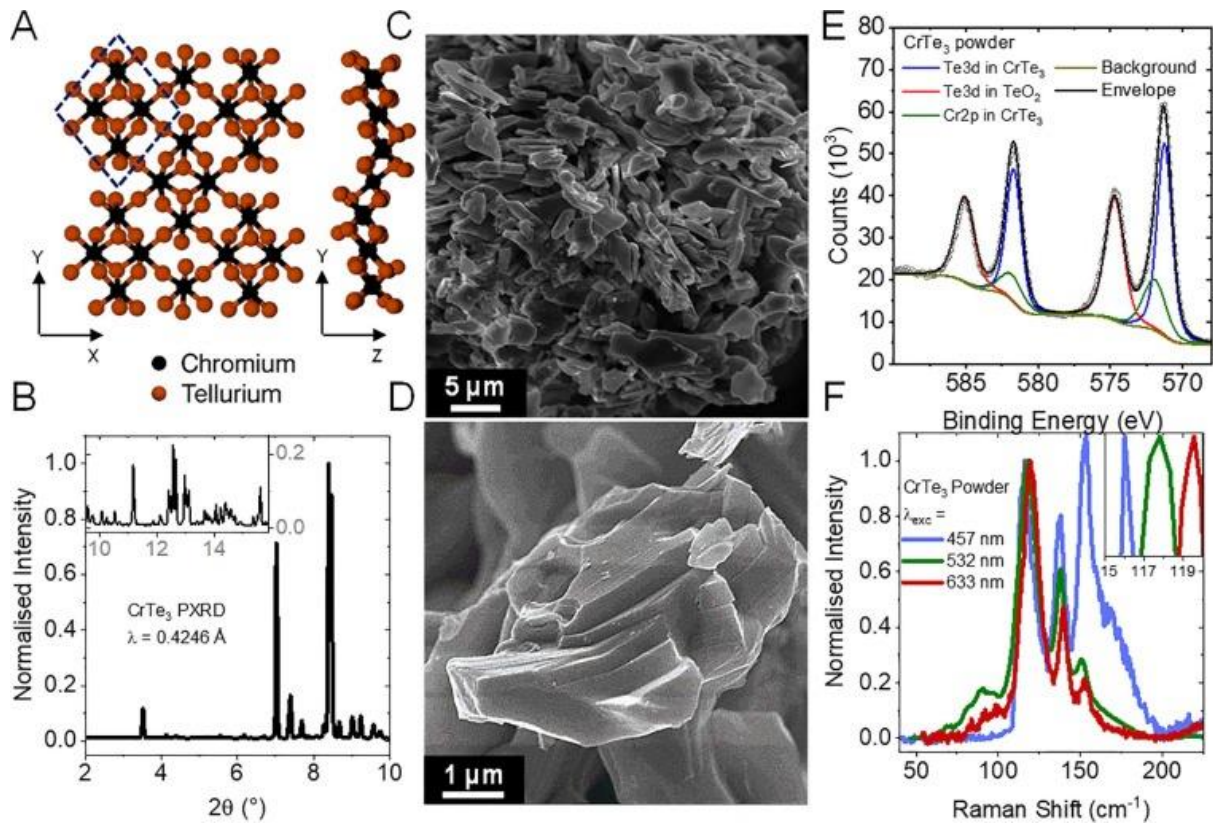 A
Y
X
Y
Z
Chromium
Tellurium
B
Normalised Intensity
1.0
0.8
0.6
0.4
0.2
0.0
0.2
0.0
10
12
14
CrTe₃ PXRD
λ = 0.4246 Å
2
4
6
8
10
2θ (°)
C
5 µm
D
1 µm
E
Counts (10³)
80
70
60
50
40
30
20
10
0
CrTe₃ powder
Te3d in CrTe₃
Te3d in TeO₂
Cr2p in CrTe₃
Background
Envelope
585
580
575
570
Binding Energy (eV)
F
Normalised Intensity
1.0
0.8
0.6
0.4
0.2
0.0
CrTe₃ Powder
λexc =
457 nm
532 nm
633 nm
15
117
119
50
100
150
200
Raman Shift (cm⁻¹)